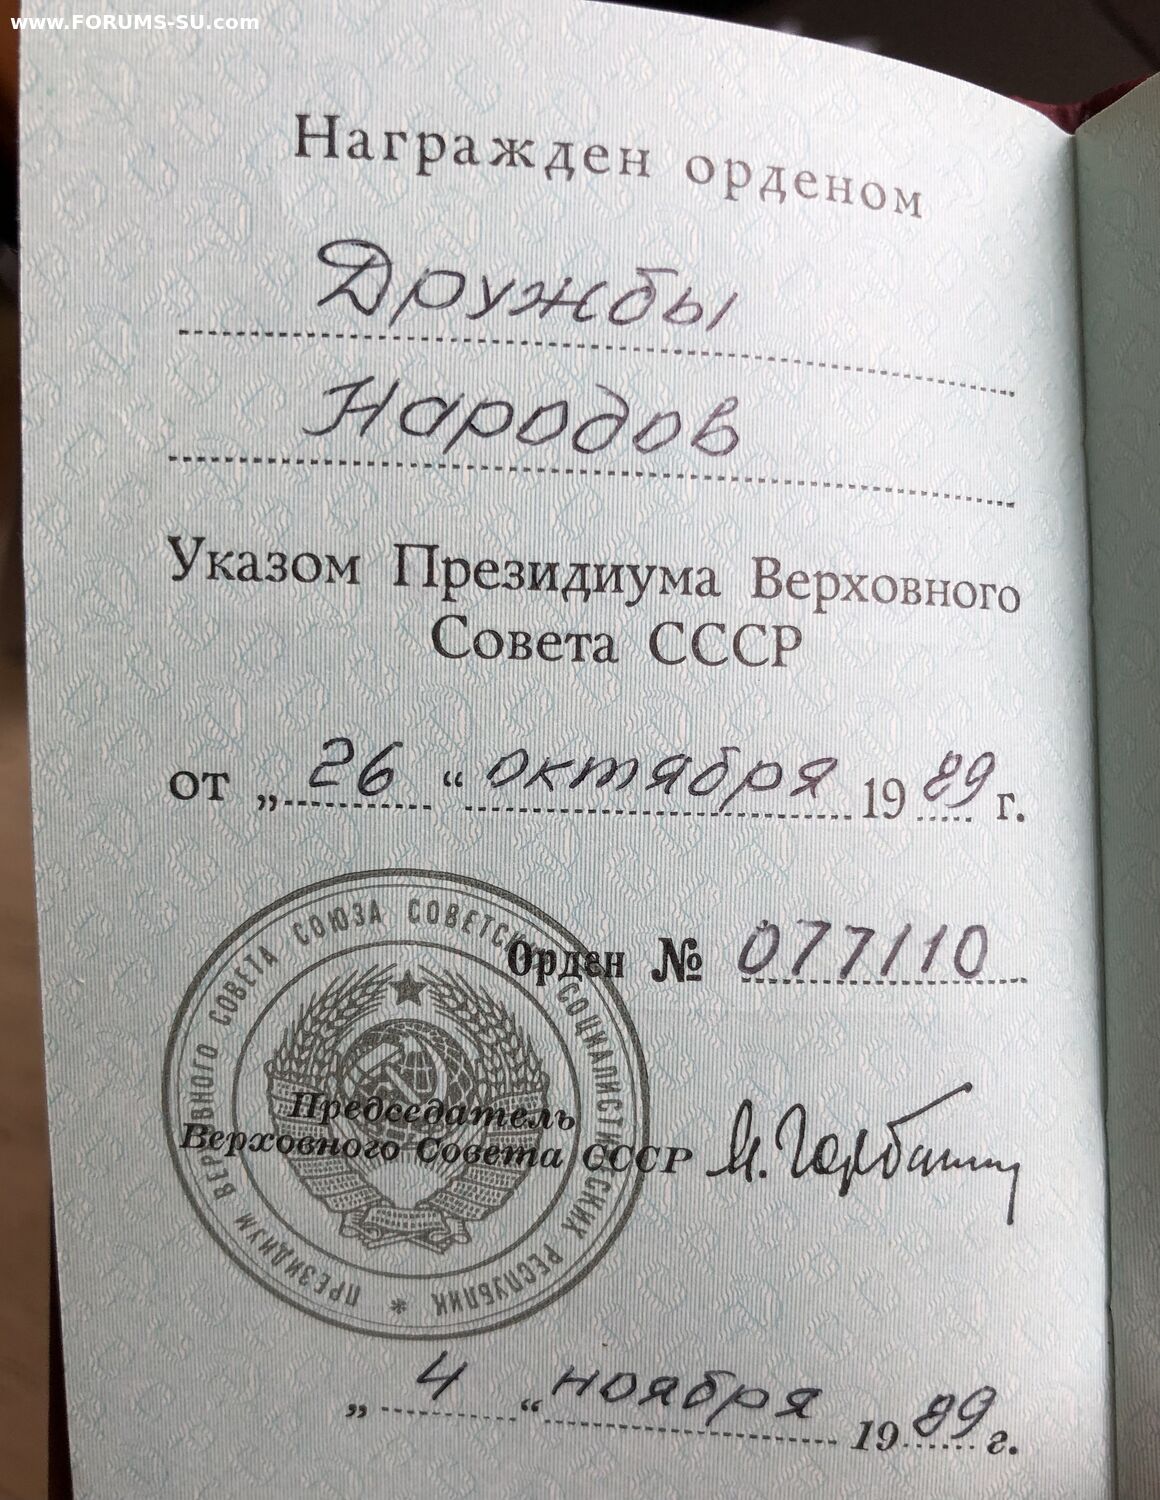 www.FORUMS-SU.com
Награжден орденом
Дружбы
Народов
Указом Президиума Верховного
Совета СССР
от „26“ октября 1989 г.
Орден № 077110
Председатель
Верховного Совета СССР М. Горбачев
ПРЕЗИДИУМ ВЕРХОВНОГО СОВЕТА СОЮЗА СОВЕТСКИХ СОЦИАЛИСТИЧЕСКИХ РЕСПУБЛИК *
„4“ ноября 1989 г.